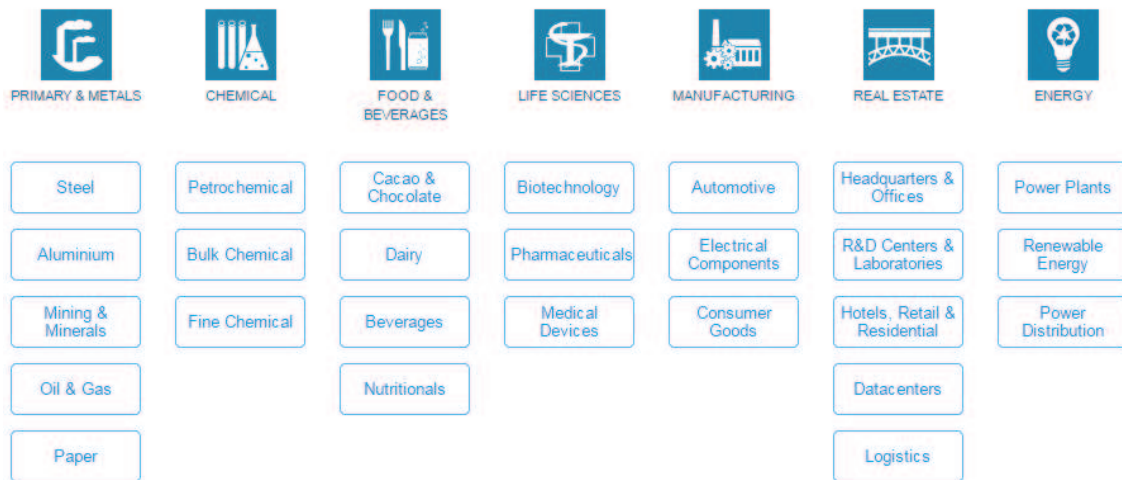 PRIMARY & METALS
CHEMICAL
FOOD &
BEVERAGES
LIFE SCIENCES
MANUFACTURING
REAL ESTATE
ENERGY
Steel
Petrochemical
Cacao &
Chocolate
Biotechnology
Automotive
Headquarters &
Offices
Power Plants
Aluminium
Bulk Chemical
Dairy
Pharmaceuticals
Electrical
Components
R&D Centers &
Laboratories
Renewable
Energy
Mining &
Minerals
Fine Chemical
Beverages
Medical
Devices
Consumer
Goods
Hotels, Retail &
Residential
Power
Distribution
Oil & Gas
Nutritionals
Datacenters
Paper
Logistics